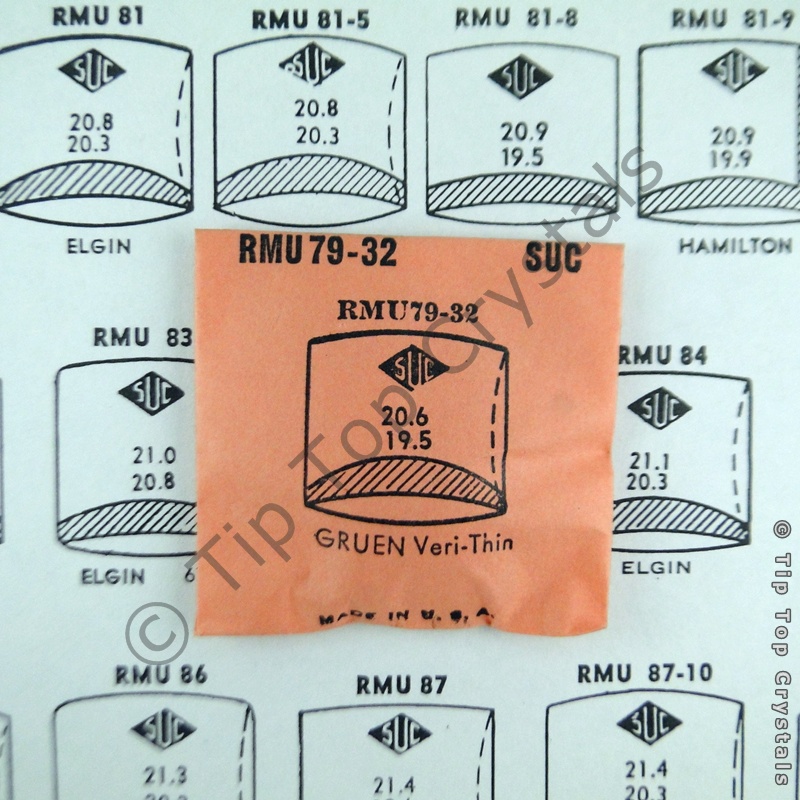 RMU 81
SUC
20.8
20.3
ELGIN
RMU 81-5
SUC
20.8
20.3
RMU 81-8
SUC
20.9
19.5
RMU 81-9
SUC
20.9
19.9
HAMILTON
RMU 79-32 SUC
RMU79-32
SUC
20.6
19.5
GRUEN Veri-Thin
MADE IN U. S. A.
RMU 83
SUC
21.0
20.8
ELGIN 6
RMU 84
SUC
21.1
20.3
ELGIN
RMU 86
SUC
21.3
20.3
RMU 87
SUC
21.4
RMU 87-10
SUC
21.4
20.3
© Tip Top Crystals
© Tip Top Crystals